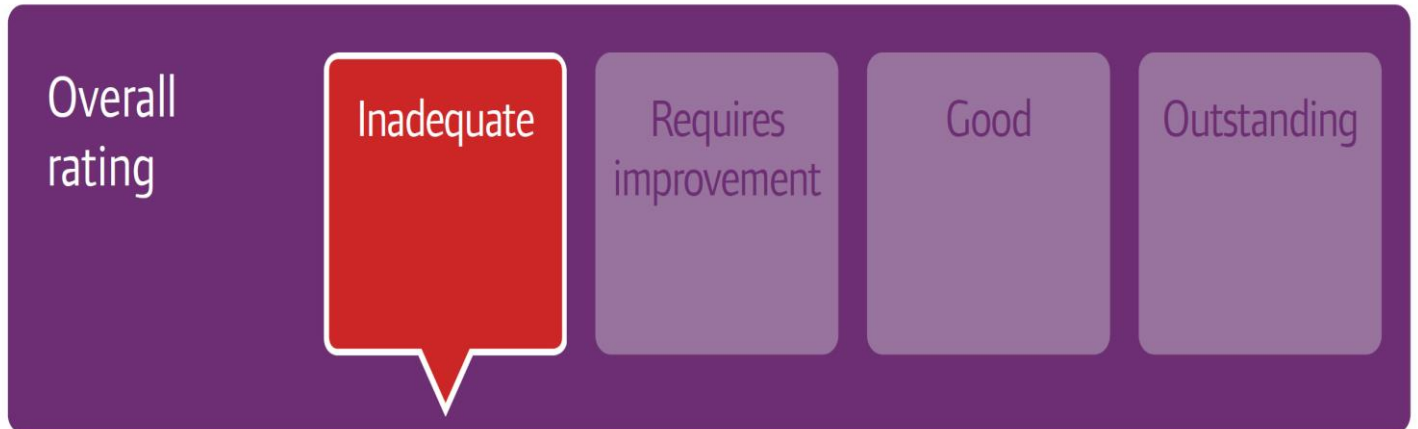 Overall
rating
Inadequate
Requires
improvement
Good
Outstanding